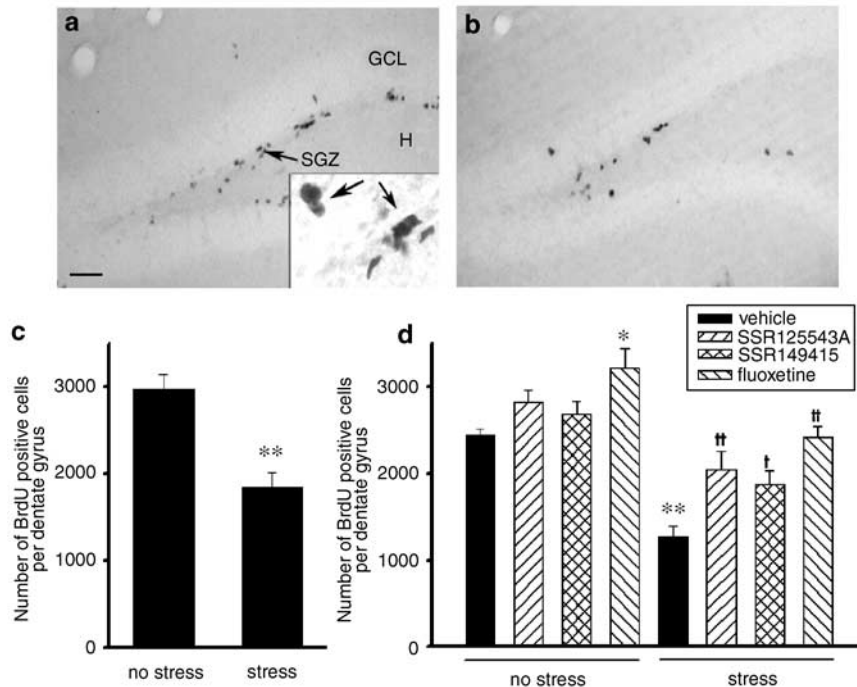 a
GCL
H
SGZ
b
c
Number of BrdU positive cells
per dentate gyrus
3000
2000
1000
0
**
no stress
stress
d
vehicle
SSR125543A
SSR149415
fluoxetine
Number of BrdU positive cells
per dentate gyrus
3000
2000
1000
0
*
**
‡‡
†
‡‡
no stress
stress